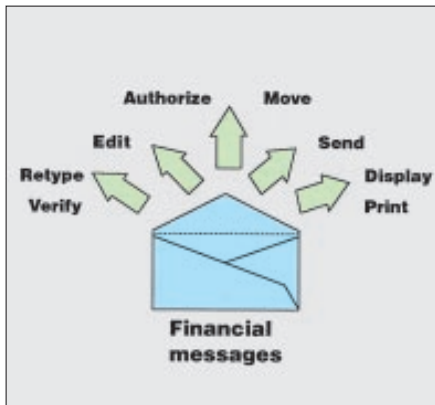 Authorize Move
Edit Send
Retype Display
Verify Print
Financial
messages